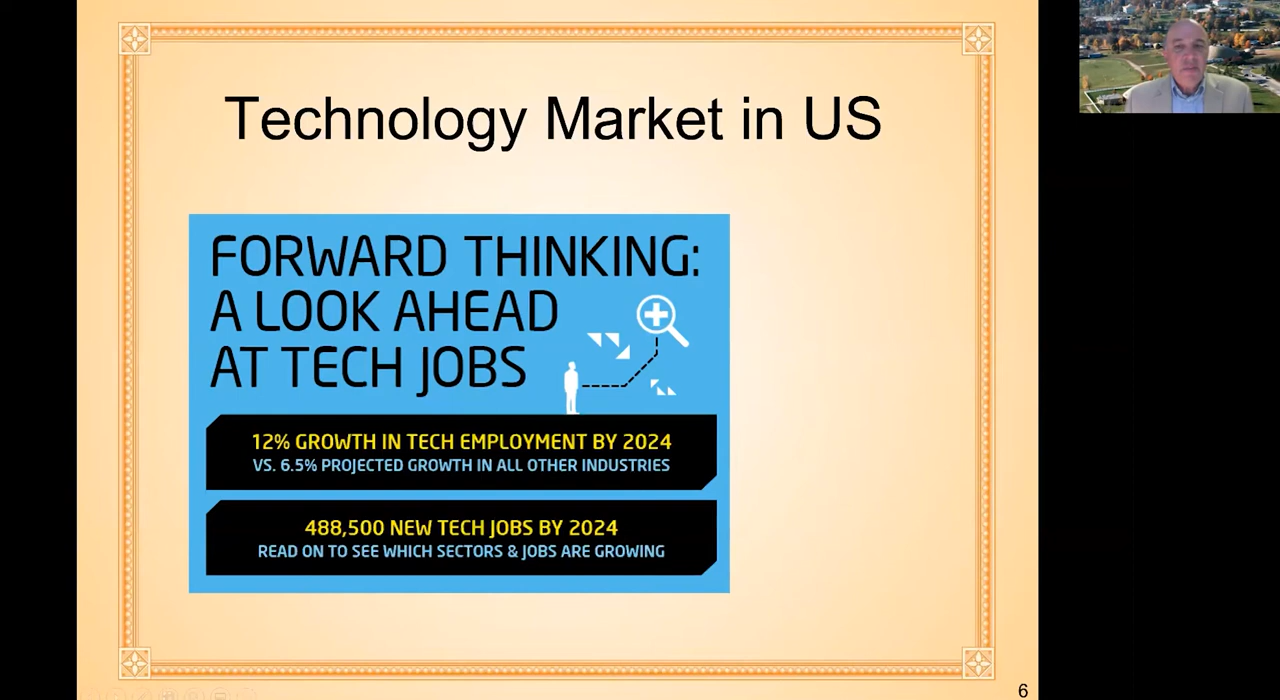 Technology Market in US
FORWARD THINKING:
A LOOK AHEAD
AT TECH JOBS
12% GROWTH IN TECH EMPLOYMENT BY 2024
VS. 6.5% PROJECTED GROWTH IN ALL OTHER INDUSTRIES
488,500 NEW TECH JOBS BY 2024
READ ON TO SEE WHICH SECTORS & JOBS ARE GROWING
6